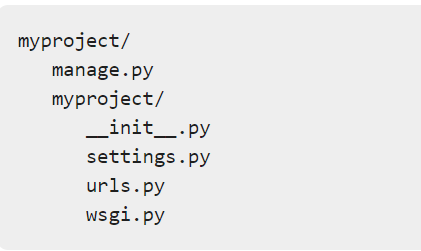 myproject/
manage.py
myproject/
__init__.py
settings.py
urls.py
wsgi.py